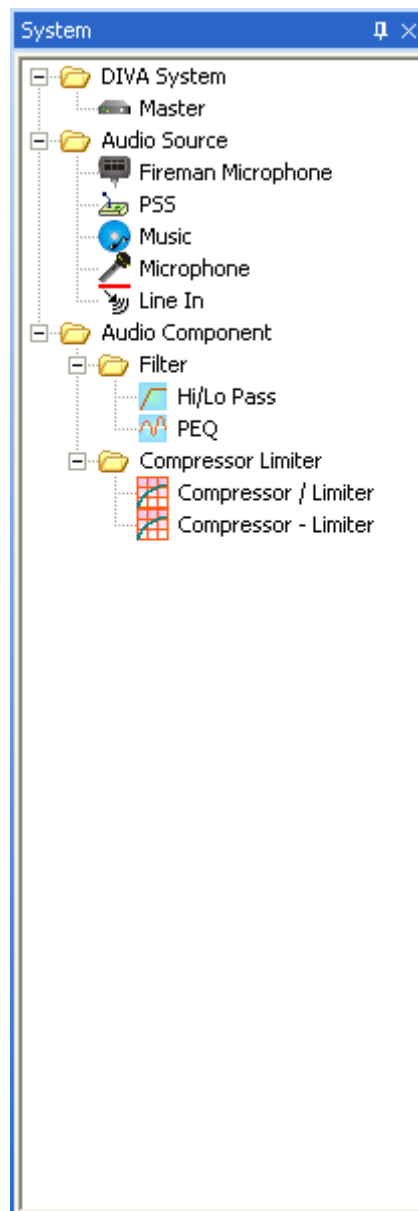 System
DIVA System
Master
Audio Source
Fireman Microphone
PSS
Music
Microphone
Line In
Audio Component
Filter
Hi/Lo Pass
PEQ
Compressor Limiter
Compressor / Limiter
Compressor - Limiter